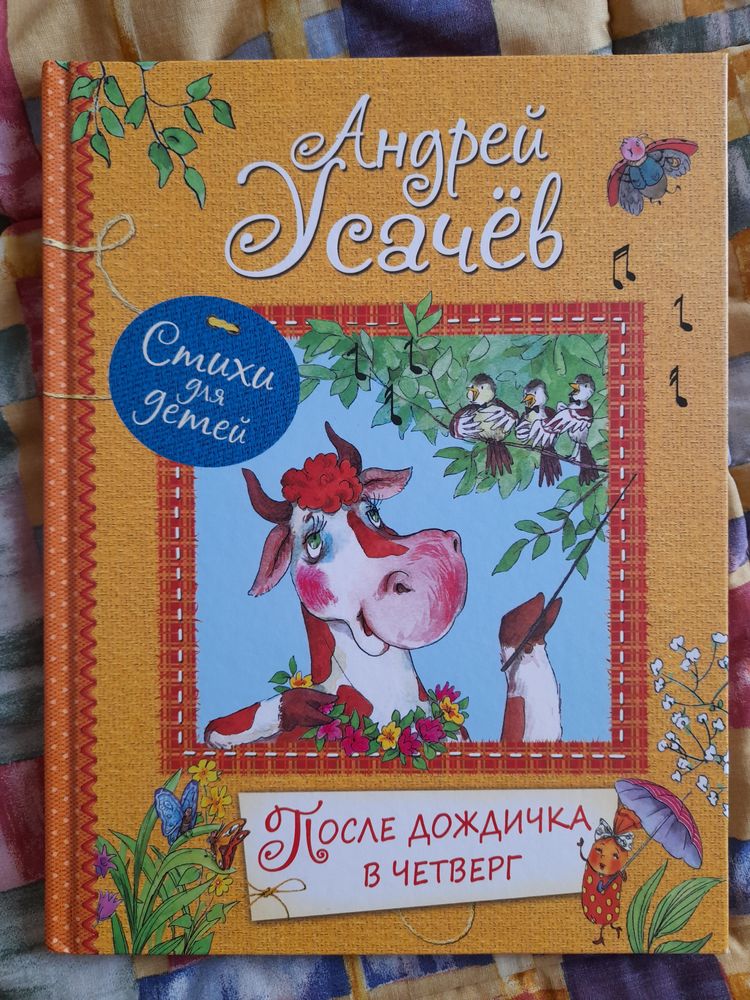 Андрей
Усачёв
Стихи
для
детей
После дождичка
в четверг